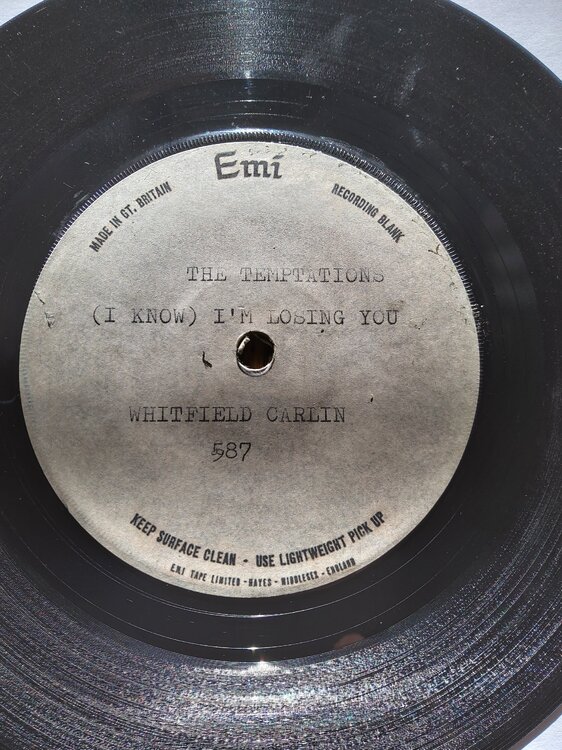 Emi
MADE IN GT. BRITAIN
RECORDING BLANK
THE TEMPTATIONS
(I KNOW) I'M LOSING YOU
WHITFIELD CARLIN
587
KEEP SURFACE CLEAN - USE LIGHTWEIGHT PICK UP
E.M.I TAPE LIMITED - HAYES - MIDDLESEX - ENGLAND